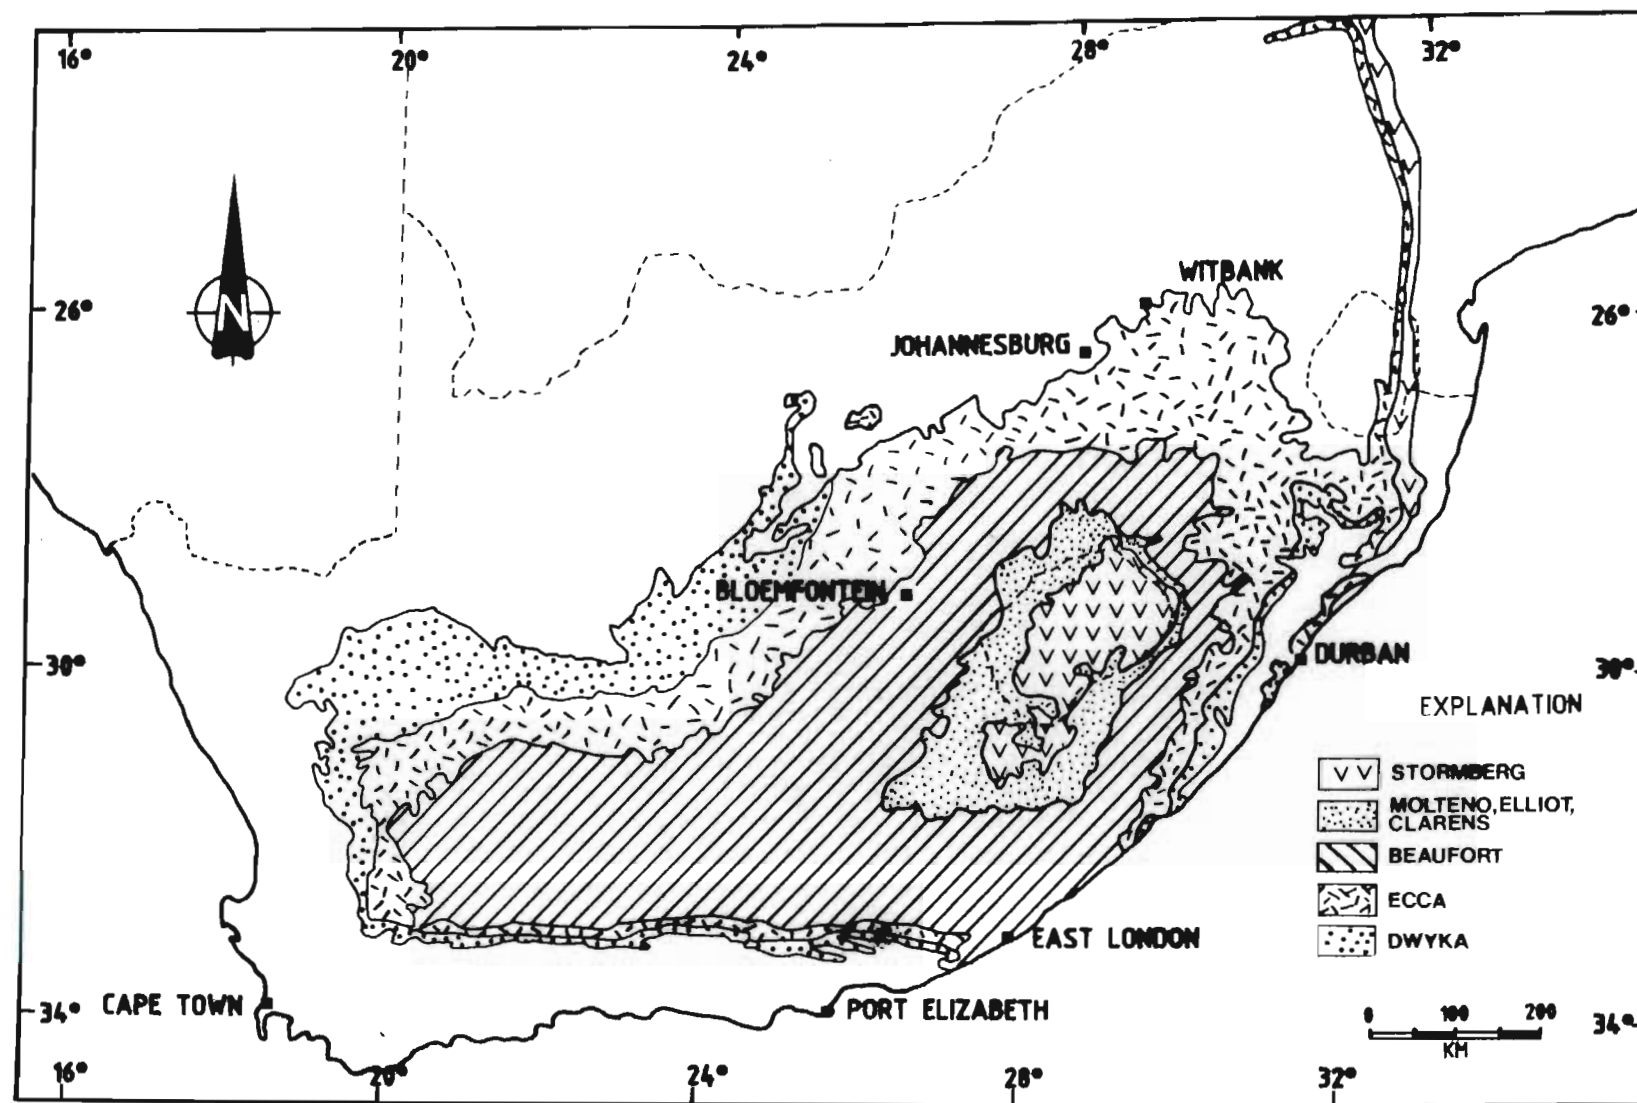 16° 20° 24° 28° 32°
N
WITBANK
26° 26°
JOHANNESBURG
BLOEMFONTEIN
30° DURBAN 30°
EXPLANATION
STORMBERG
MOLTENO, ELLIOT,
CLARENS
BEAUFORT
ECCA
EAST LONDON
DWYKA
CAPE TOWN
34° PORT ELIZABETH 34°
0 100 200
KM
16° 20° 24° 28° 32°